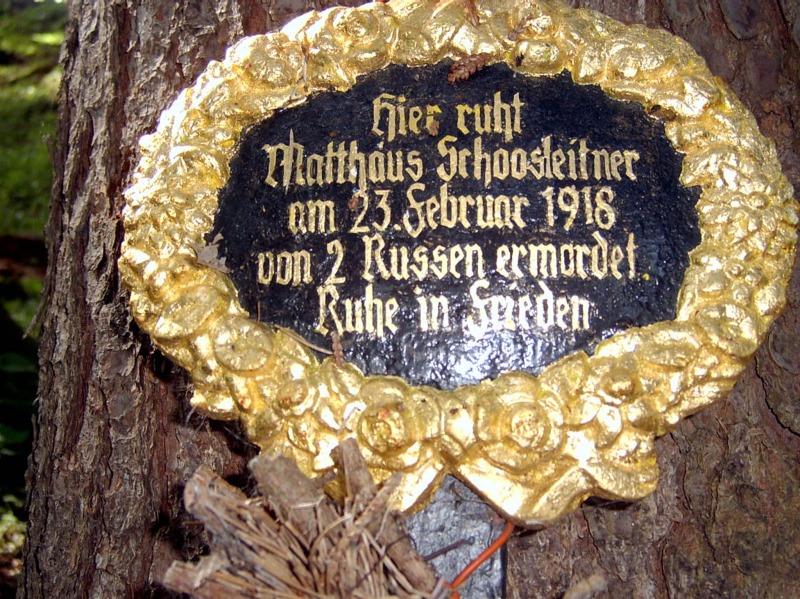 Hier ruht
Matthäus Schoosleitner
am 23. Februar 1918
von 2 Russen ermordet.
Ruhe in Frieden